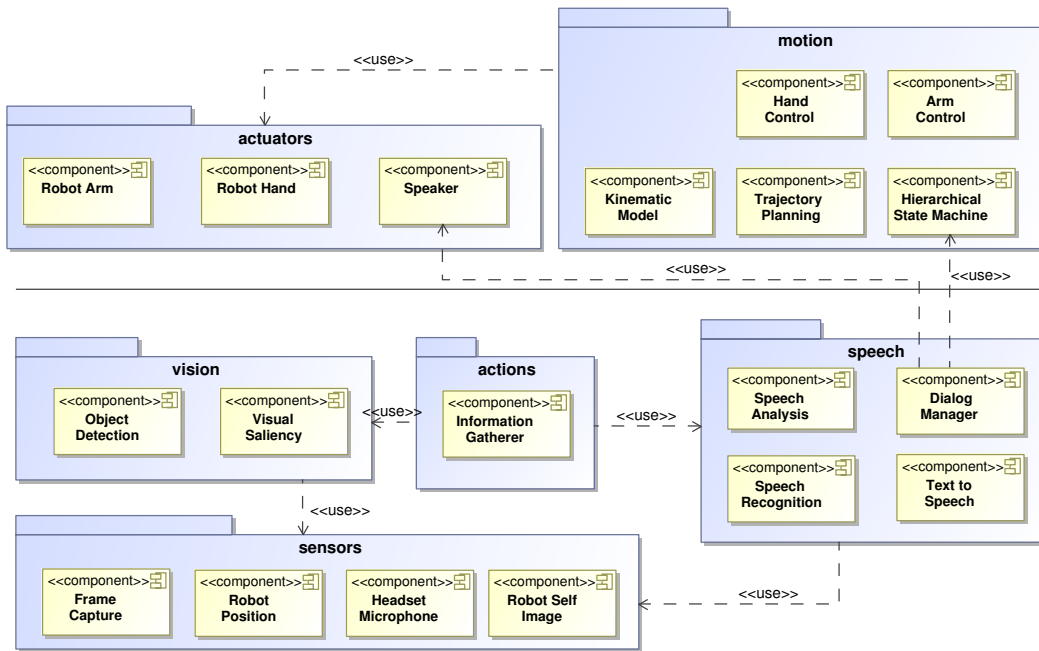 motion
<<use>>
<<component>>
Hand
Control
<<component>>
Arm
Control
actuators
<<component>>
Robot Arm
<<component>>
Robot Hand
<<component>>
Speaker
<<component>>
Kinematic
Model
<<component>>
Trajectory
Planning
<<component>>
Hierarchical
State Machine
<<use>>
<<use>>
vision
<<component>>
Object
Detection
<<component>>
Visual
Saliency
<<use>>
actions
<<component>>
Information
Gatherer
<<use>>
speech
<<component>>
Speech
Analysis
<<component>>
Dialog
Manager
<<component>>
Speech
Recognition
<<component>>
Text to
Speech
<<use>>
sensors
<<component>>
Frame
Capture
<<component>>
Robot
Position
<<component>>
Headset
Microphone
<<component>>
Robot Self
Image
<<use>>